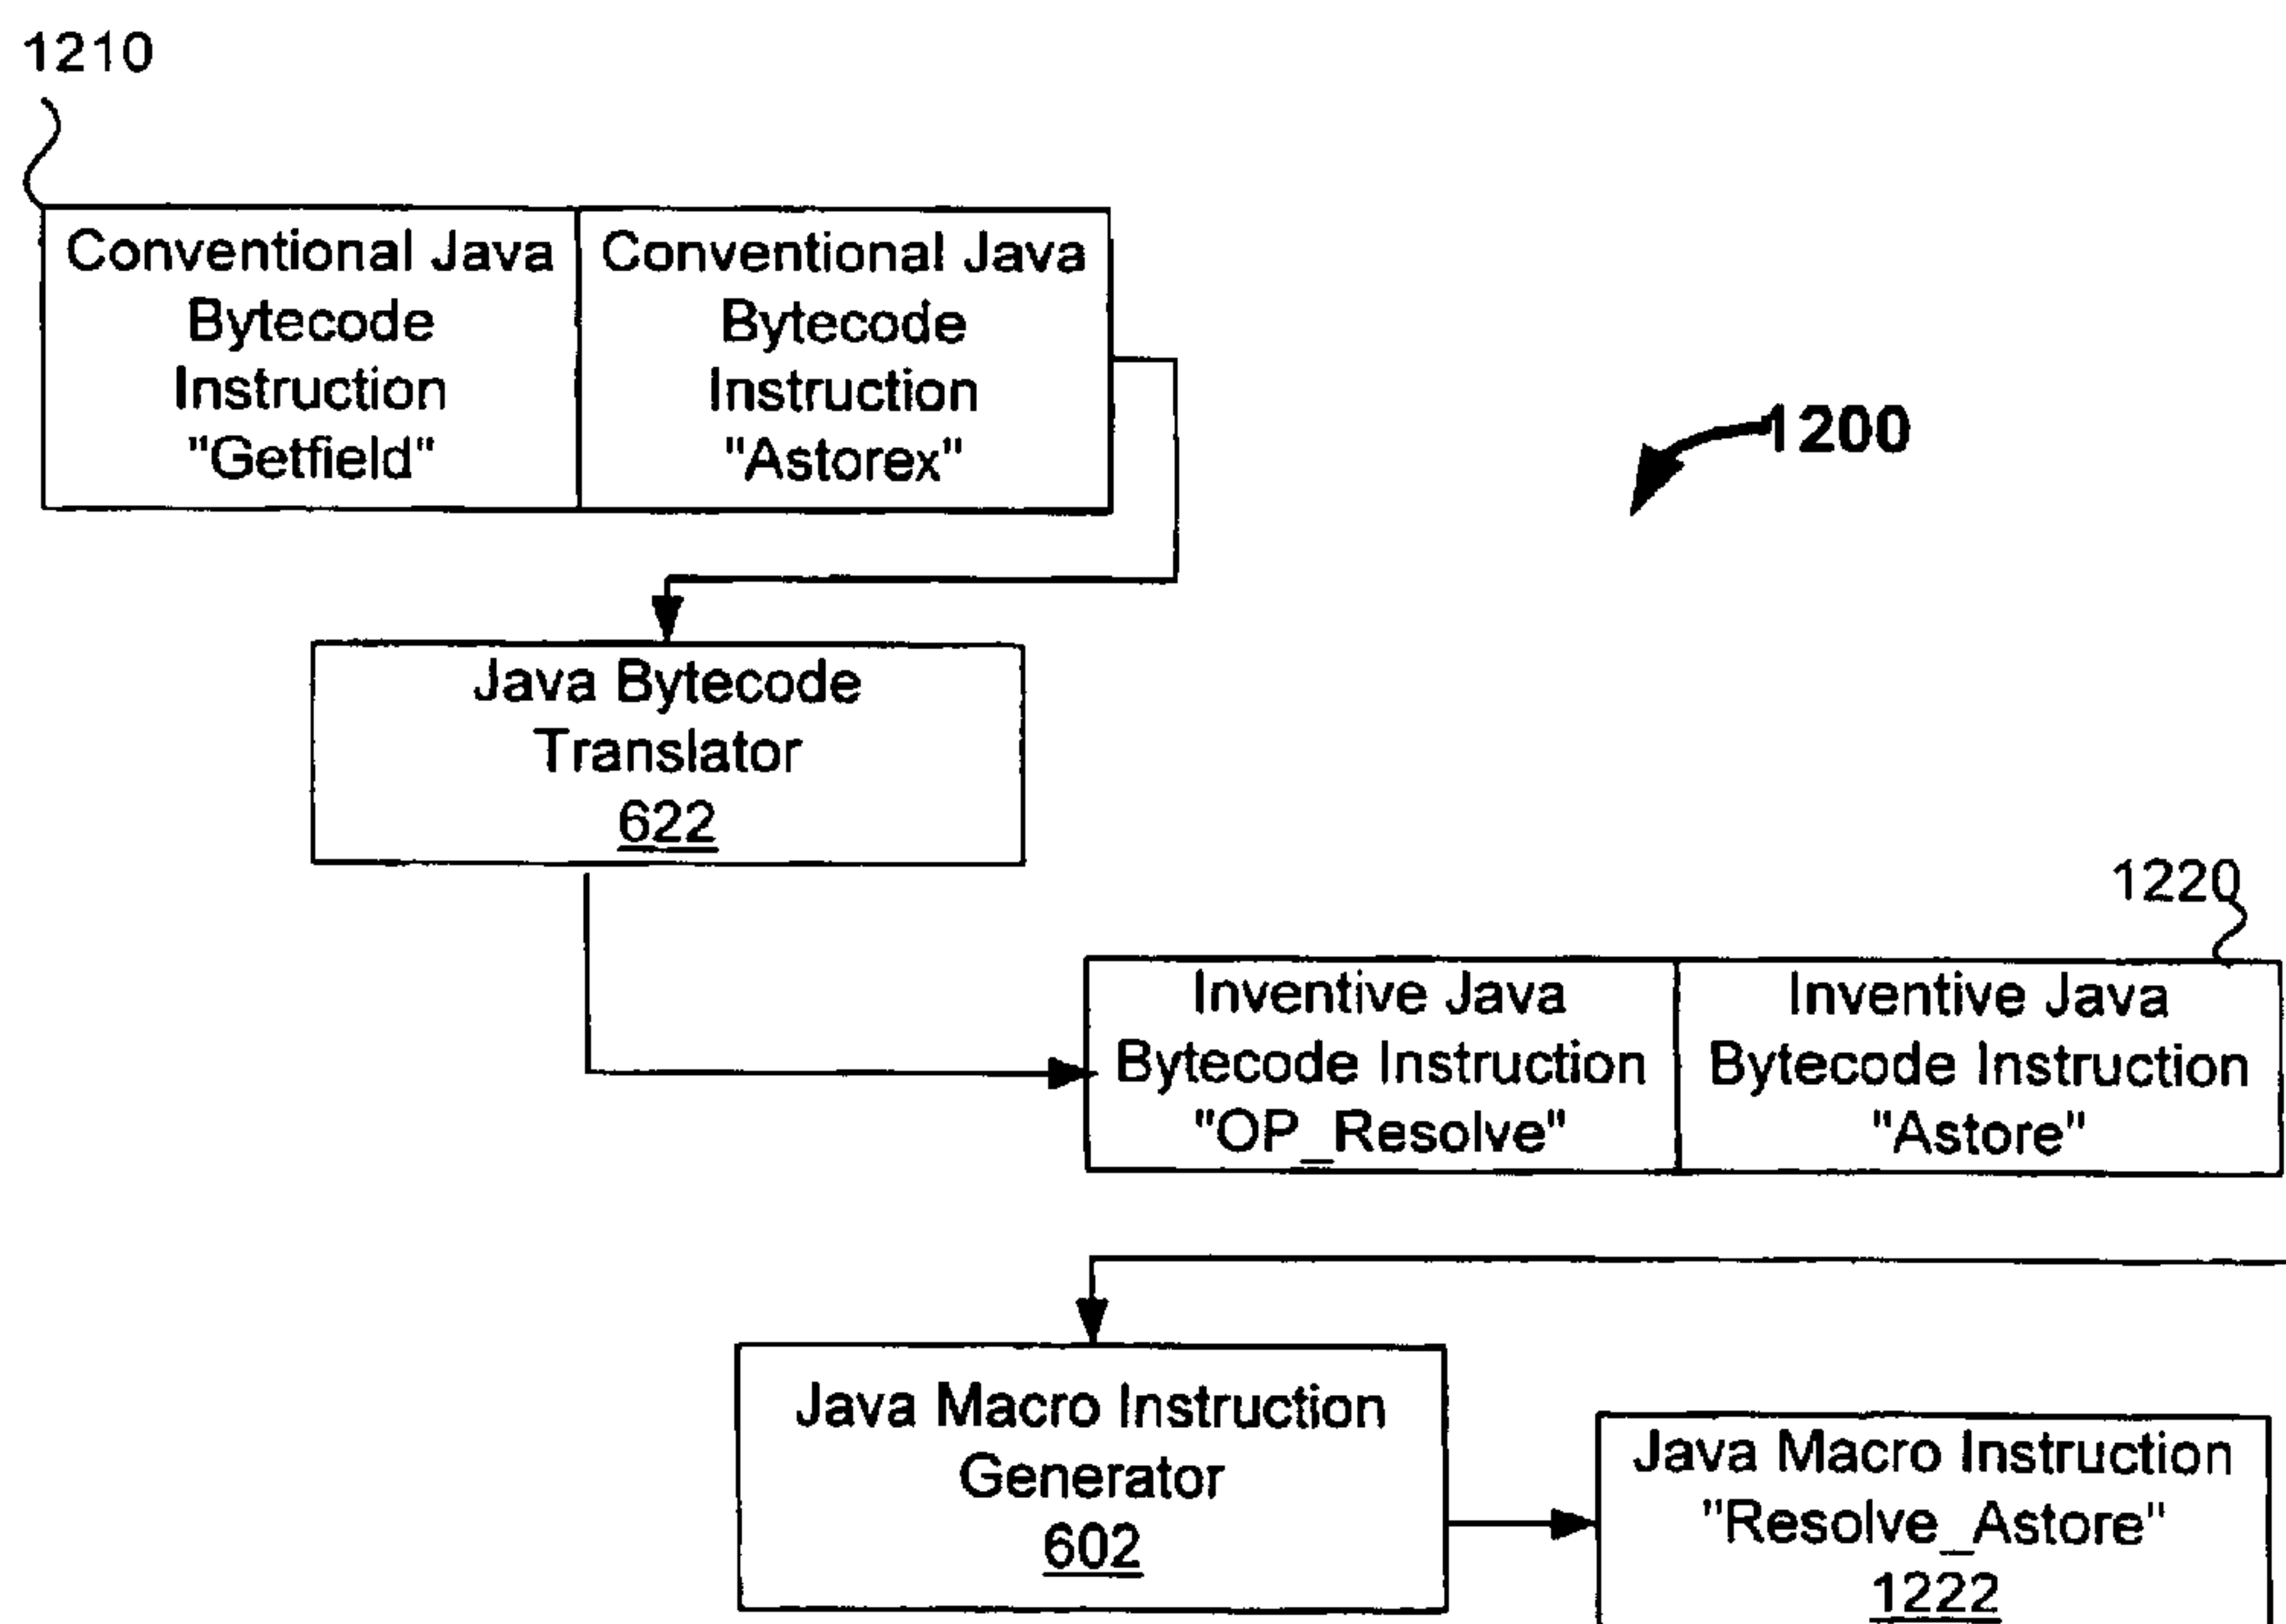 1210
Conventional Java
Bytecode
Instruction
"Getfield"
Conventional Java
Bytecode
Instruction
"Astorex"
1200
Java Bytecode
Translator
622
1220
Inventive Java
Bytecode Instruction
"OP_Resolve"
Inventive Java
Bytecode Instruction
"Astore"
Java Macro Instruction
Generator
602
Java Macro Instruction
"Resolve_Astore"
1222